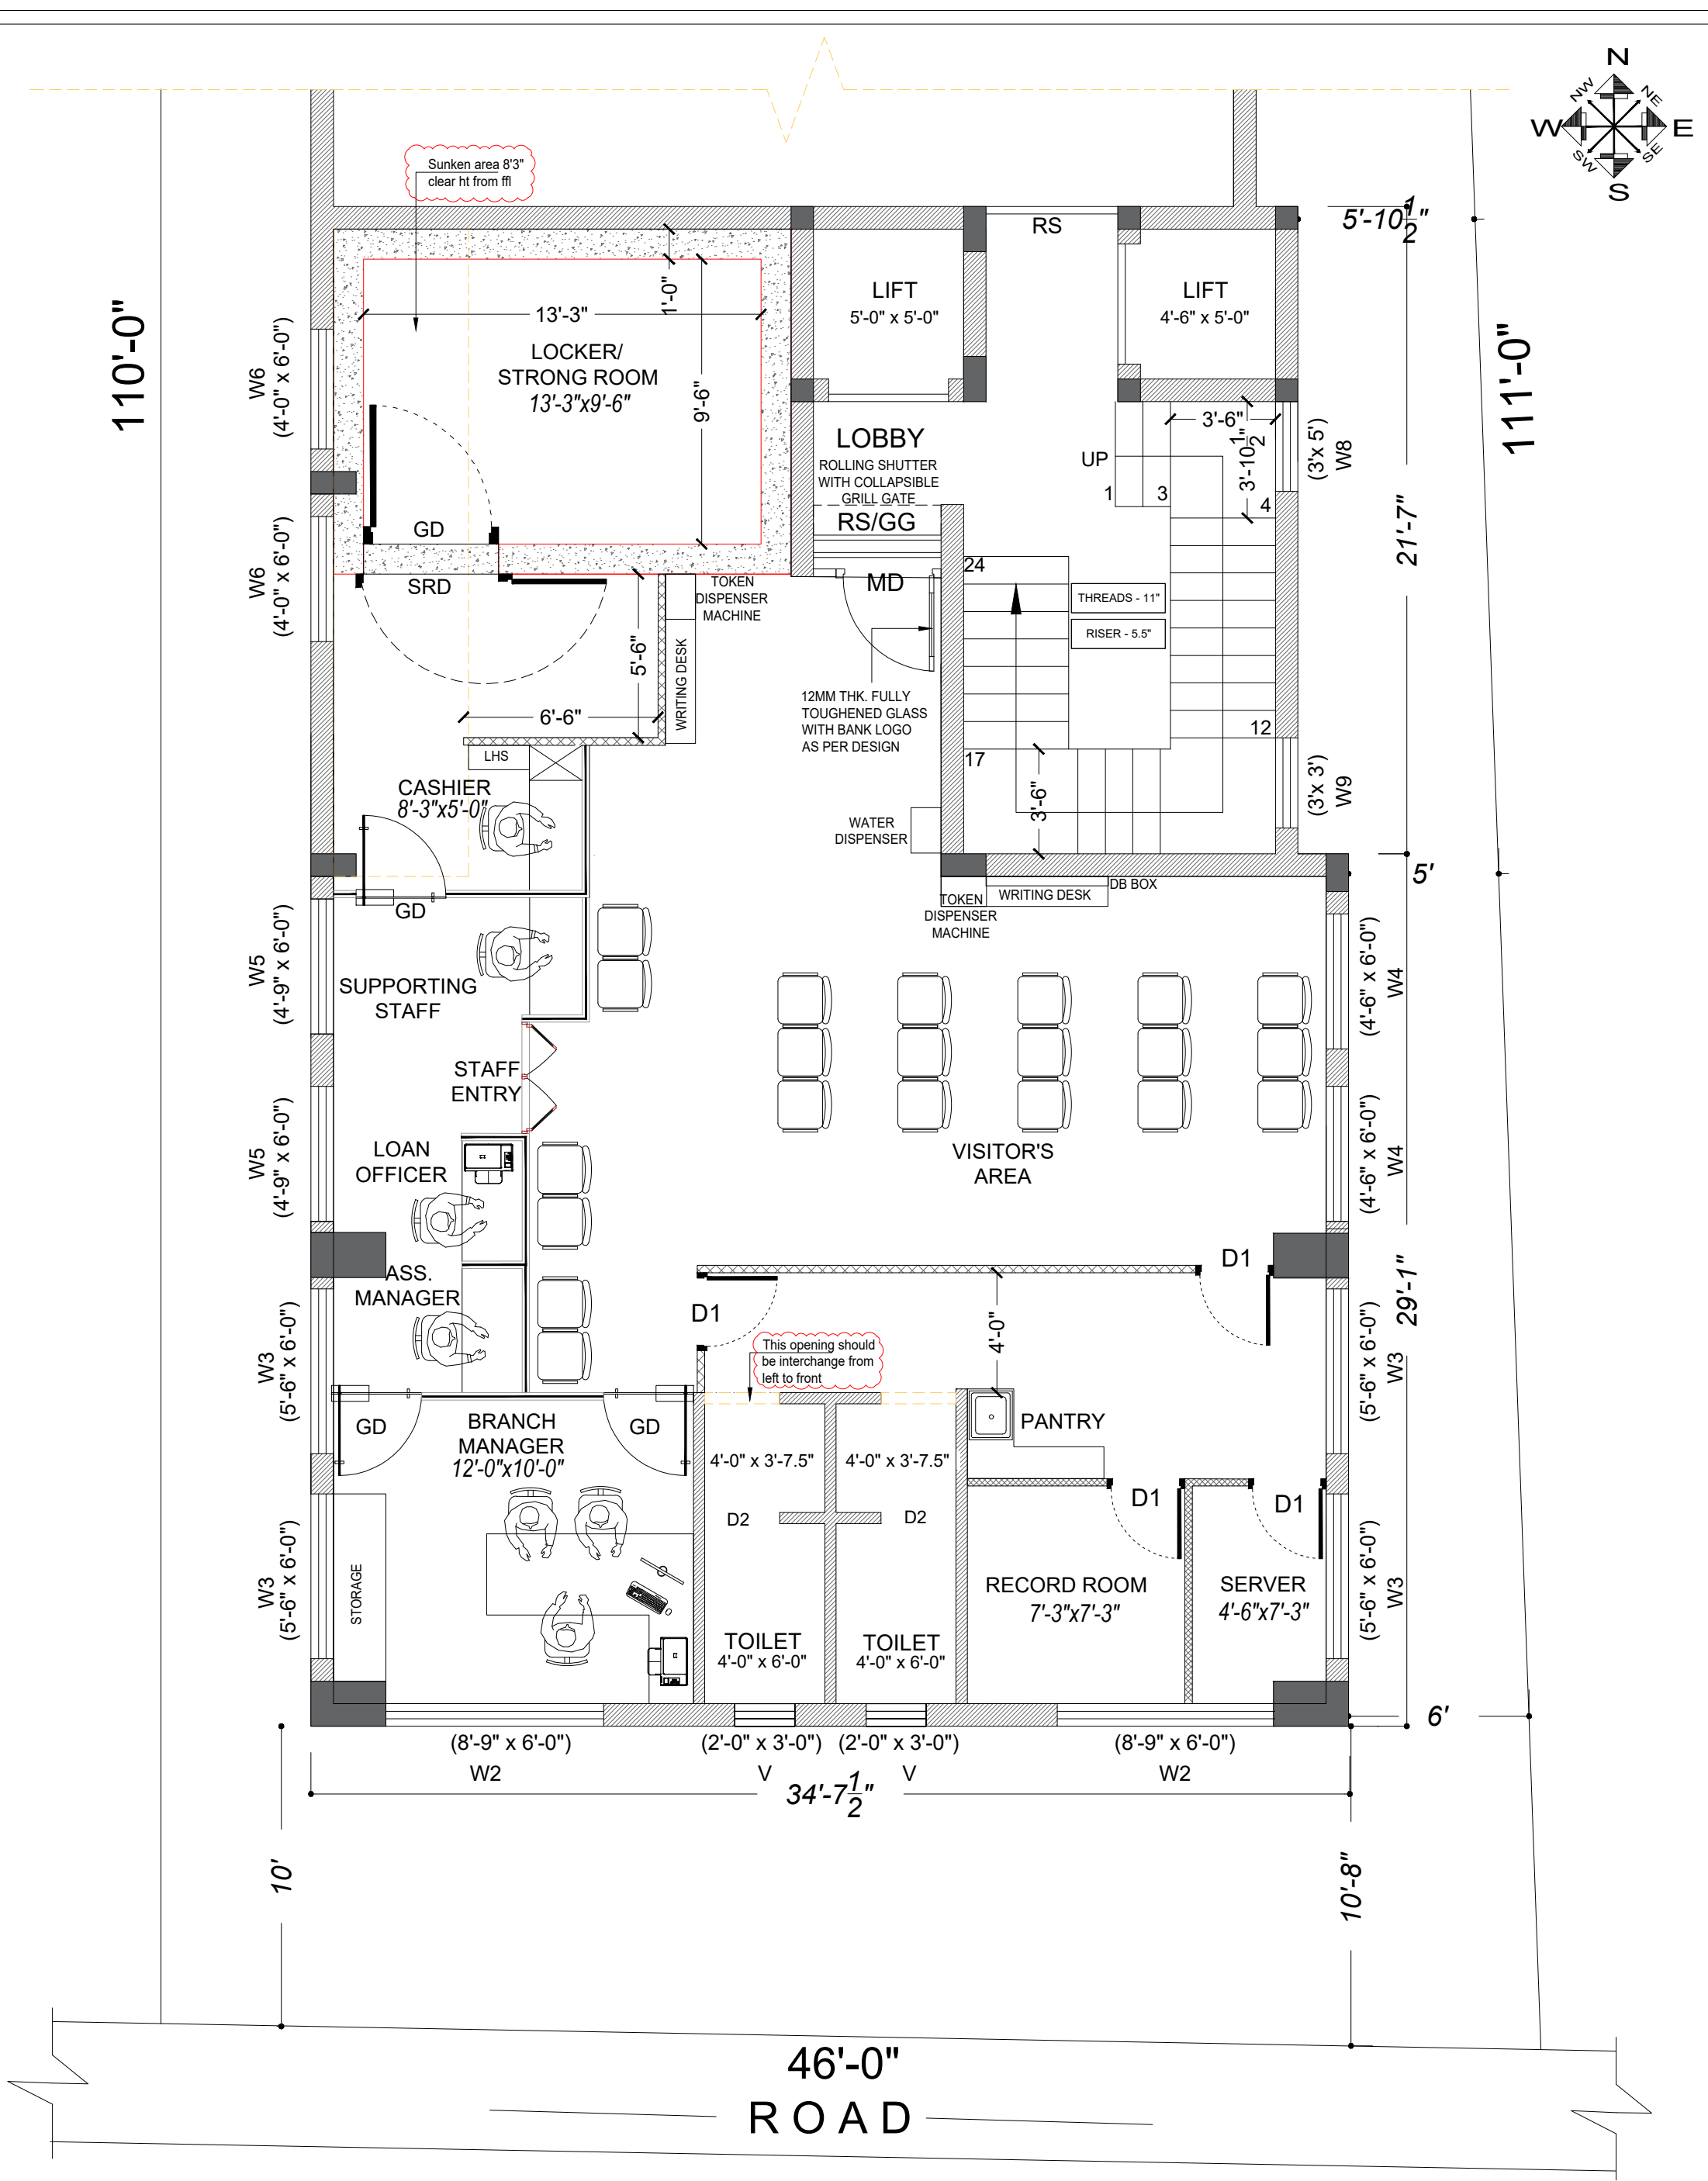 N
NW
NE
W
E
SW
SE
S
Sunken area 8'3"
clear ht from ffl
RS
5'-10 1/2"
110'-0"
111'-0"
1'-0"
13'-3"
LOCKER/
STRONG ROOM
13'-3"x9'-6"
9'-6"
LIFT
5'-0" x 5'-0"
LIFT
4'-6" x 5'-0"
W6
(4'-0" x 6'-0")
LOBBY
ROLLING SHUTTER
WITH COLLAPSIBLE
GRILL GATE
RS/GG
UP
1
3
3'-6"
3'-10 1/2"
4
(3'x 5')
W8
21'-7"
GD
SRD
W6
(4'-0" x 6'-0")
TOKEN
DISPENSER
MACHINE
MD
24
THREADS - 11"
RISER - 5.5"
5'-6"
WRITING DESK
6'-6"
12MM THK. FULLY
TOUGHENED GLASS
WITH BANK LOGO
AS PER DESIGN
17
12
LHS
CASHIER
8'-3"x5'-0"
3'-6"
(3'x 3')
W9
WATER
DISPENSER
5'
GD
TOKEN
DISPENSER
MACHINE
WRITING DESK
DB BOX
W5
(4'-9" x 6'-0")
SUPPORTING
STAFF
(4'-6" x 6'-0")
W4
STAFF
ENTRY
W5
(4'-9" x 6'-0")
LOAN
OFFICER
VISITOR'S
AREA
(4'-6" x 6'-0")
W4
ASS.
MANAGER
D1
D1
29'-1"
W3
(5'-6" x 6'-0")
This opening should
be interchange from
left to front
4'-0"
(5'-6" x 6'-0")
W3
GD
BRANCH
MANAGER
12'-0"x10'-0"
GD
PANTRY
4'-0" x 3'-7.5"
4'-0" x 3'-7.5"
D2
D2
D1
D1
W3
(5'-6" x 6'-0")
STORAGE
RECORD ROOM
7'-3"x7'-3"
SERVER
4'-6"x7'-3"
(5'-6" x 6'-0")
W3
TOILET
4'-0" x 6'-0"
TOILET
4'-0" x 6'-0"
6'
(8'-9" x 6'-0")
W2
(2'-0" x 3'-0")
V
(2'-0" x 3'-0")
V
(8'-9" x 6'-0")
W2
34'-7 1/2"
10'
10'-8"
46'-0"
ROAD